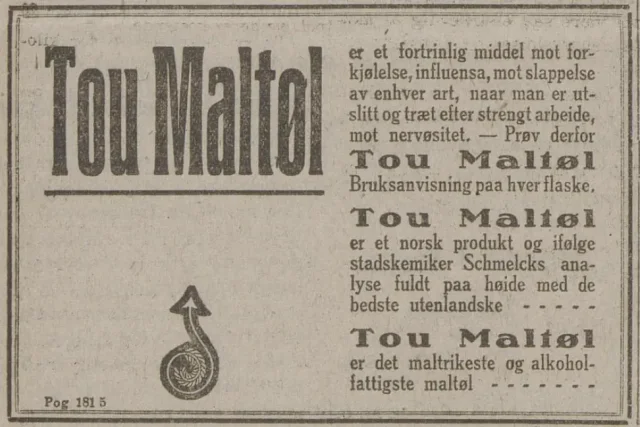 Tou Maltøl
er et fortrinlig middel mot for-
kjølelse, influensa, mot slappelse
av enhver art, naar man er ut-
slitt og træt efter strengt arbeide,
mot nervøsitet. — Prøv derfor
Tou Maltøl
Bruksanvisning paa hver flaske.
Tou Maltøl
er et norsk produkt og ifølge
stadskemiker Schmelcks ana-
lyse fuldt paa høide med de
bedste utenlandske - - - - -
Tou Maltøl
er det maltrikeste og alkohol-
fattigste maltøl - - - - - - -
Pog 1815